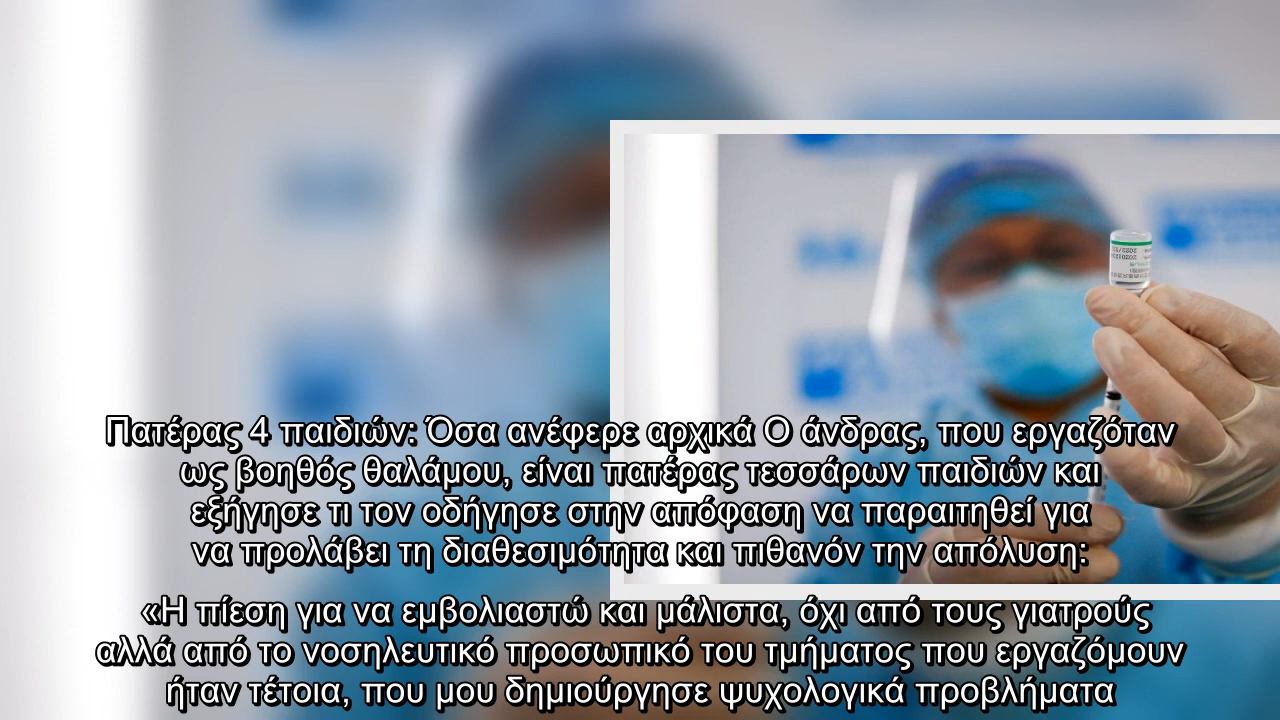 Πατέρας 4 παιδιών: Όσα ανέφερε αρχικά Ο άνδρας, που εργαζόταν
ως βοηθός θαλάμου, είναι πατέρας τεσσάρων παιδιών και
εξήγησε τι τον οδήγησε στην απόφαση να παραιτηθεί για
να προλάβει τη διαθεσιμότητα και πιθανόν την απόλυση:
«Η πίεση για να εμβολιαστώ και μάλιστα, όχι από τους γιατρούς
αλλά από το νοσηλευτικό προσωπικό του τμήματος που εργαζόμουν
ήταν τέτοια, που μου δημιούργησε ψυχολογικά προβλήματα